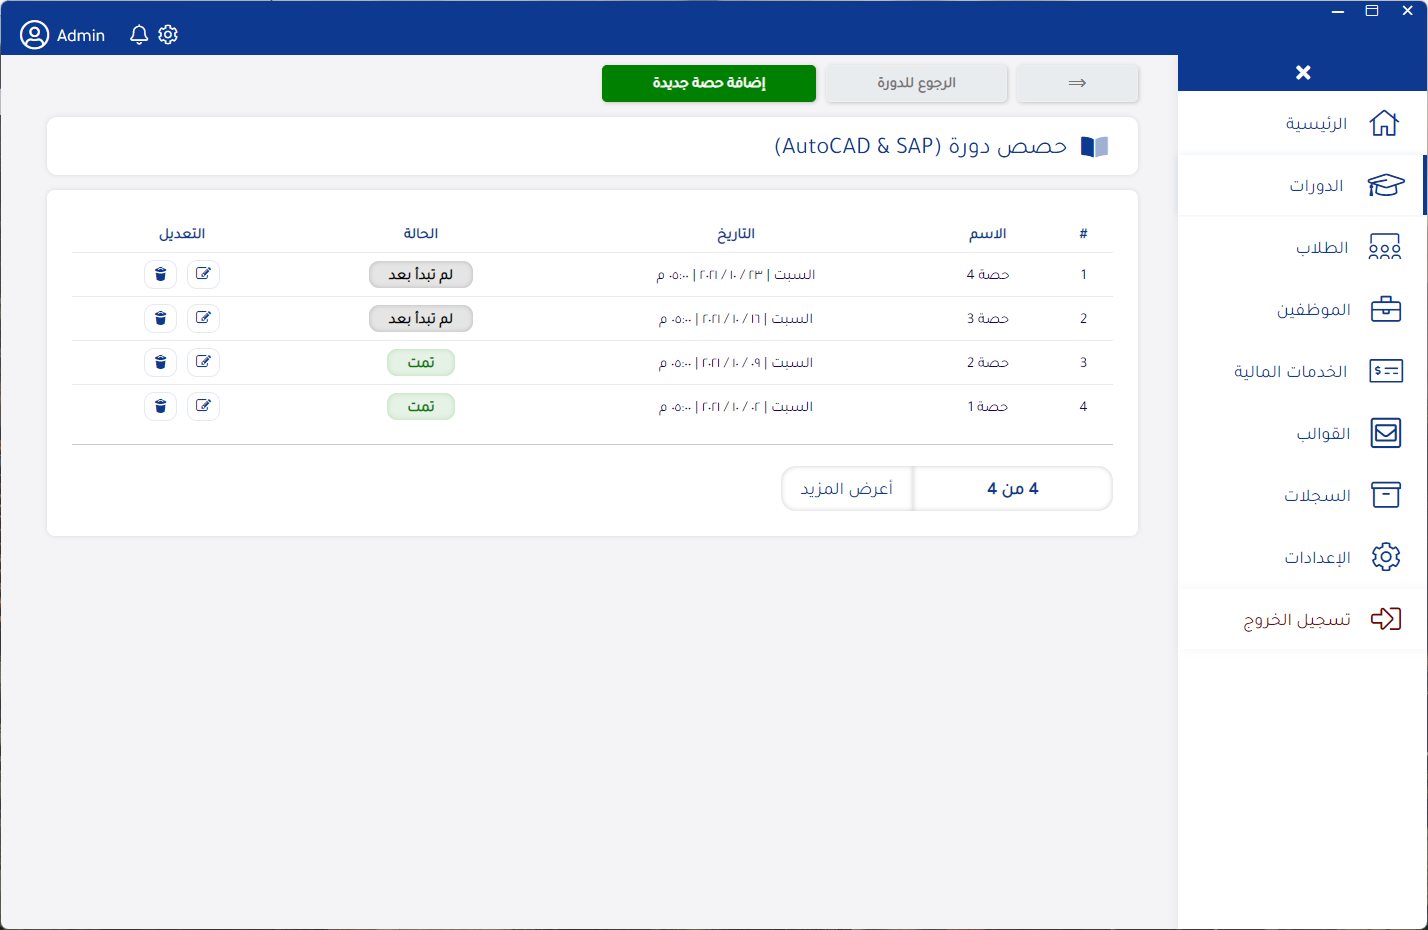 Admin
⇒
الرجوع للدورة
إضافة حصة جديدة
الرئيسية
الدورات
الطلاب
الموظفين
الخدمات المالية
القوالب
السجلات
الإعدادات
تسجيل الخروج
حصص دورة (AutoCAD & SAP)
# الاسم التاريخ الحالة التعديل
1 حصة 4 السبت | ٢٣ / ١٠ / ٢٠٢١ | ٠٥:٠٠ م لم تبدأ بعد
2 حصة 3 السبت | ١٦ / ١٠ / ٢٠٢١ | ٠٥:٠٠ م لم تبدأ بعد
3 حصة 2 السبت | ٠٩ / ١٠ / ٢٠٢١ | ٠٥:٠٠ م تمت
4 حصة 1 السبت | ٠٢ / ١٠ / ٢٠٢١ | ٠٥:٠٠ م تمت
4 من 4 أعرض المزيد